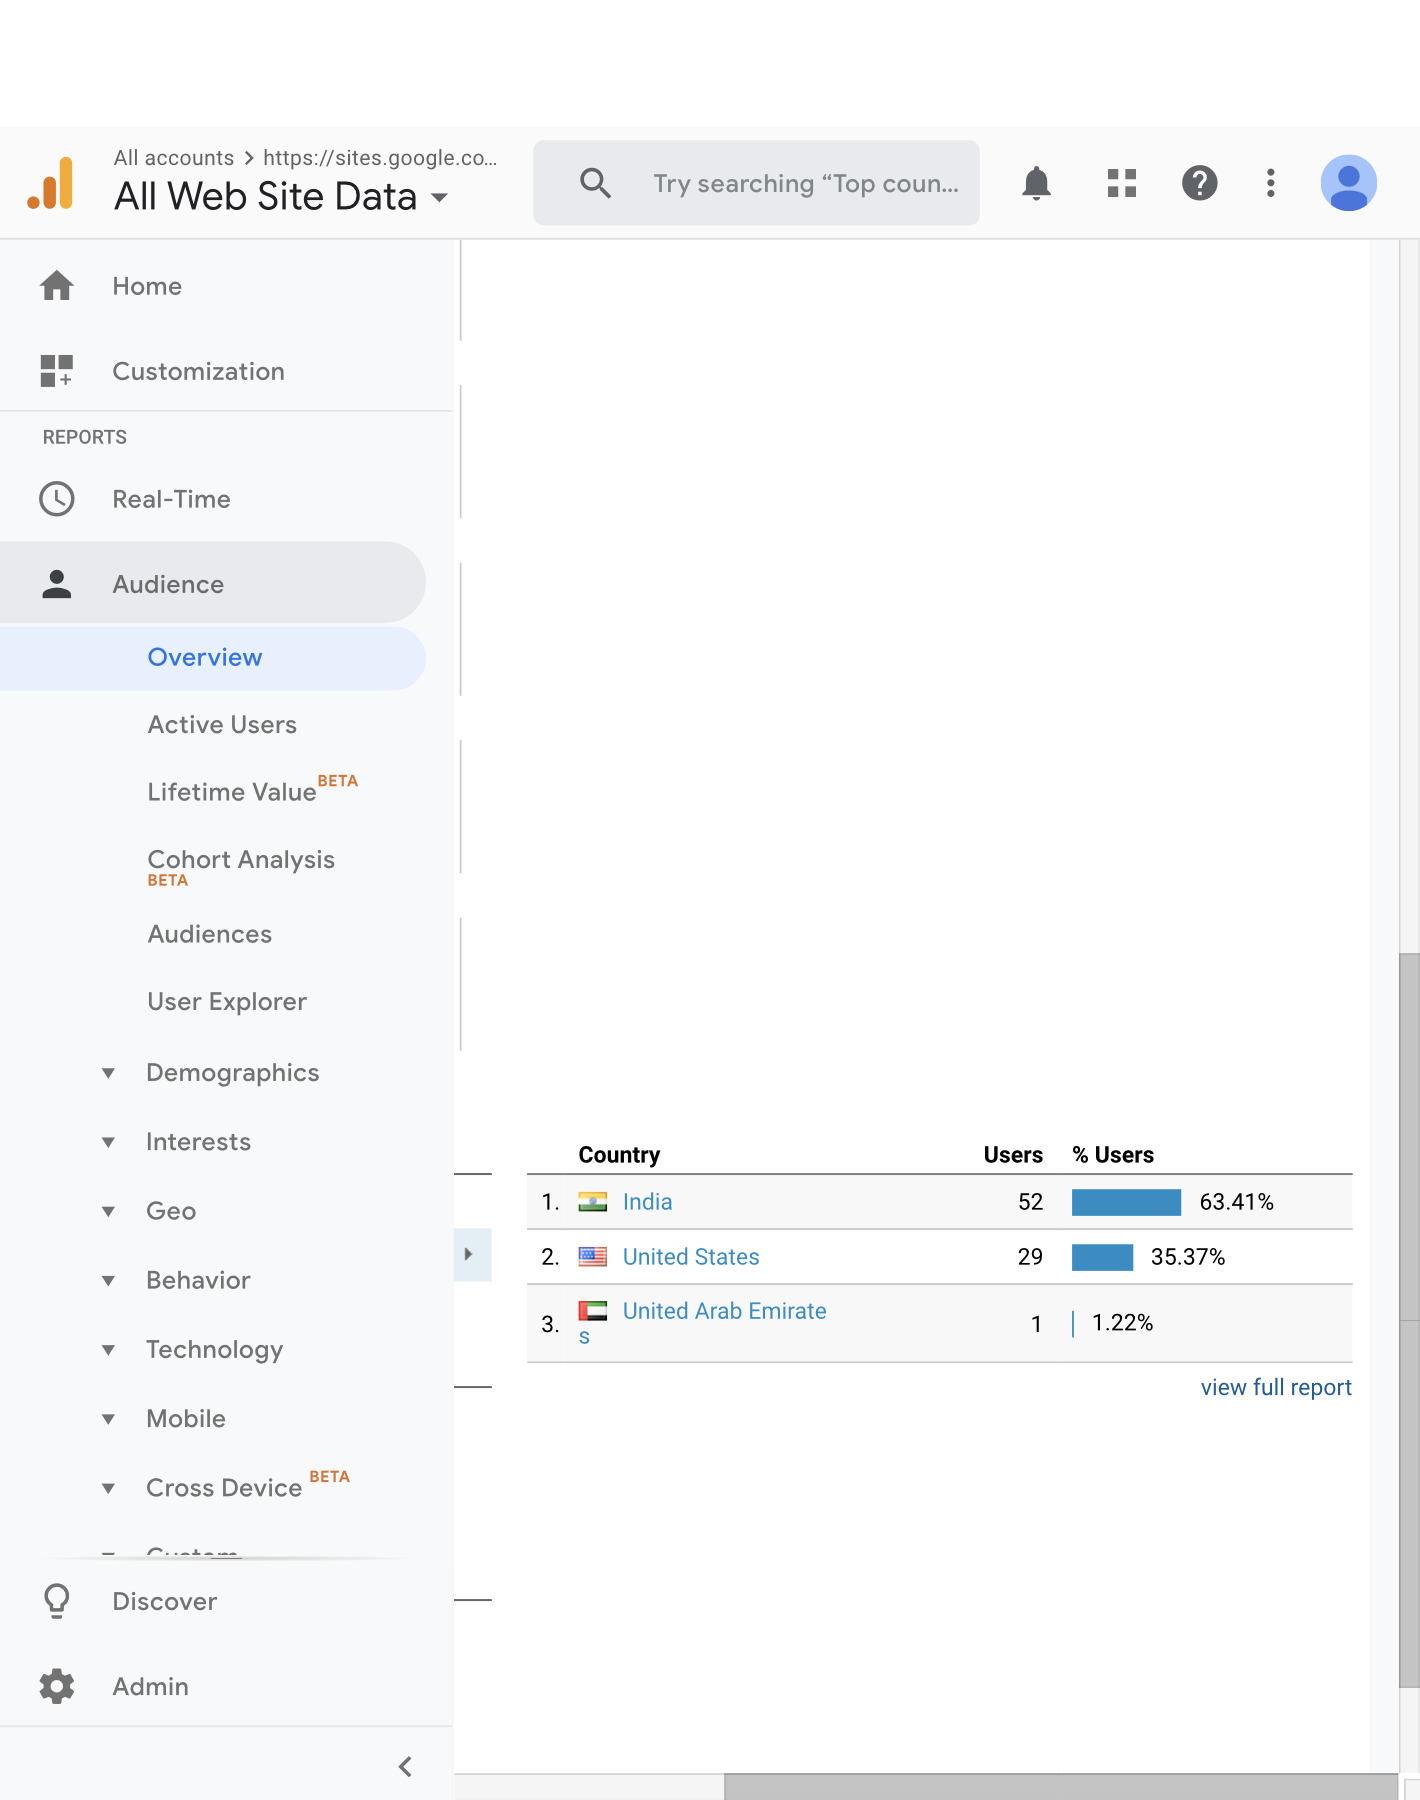 All accounts > https://sites.google.co...
All Web Site Data
Try searching “Top coun...
Home
Customization
REPORTS
Real-Time
Audience
Overview
Active Users
Lifetime Value BETA
Cohort Analysis
BETA
Audiences
User Explorer
Demographics
Interests
Geo
Behavior
Technology
Mobile
Cross Device BETA
Custom
Discover
Admin
Country Users % Users
1. India 52 63.41%
2. United States 29 35.37%
3. United Arab Emirate
s 1 1.22%
view full report